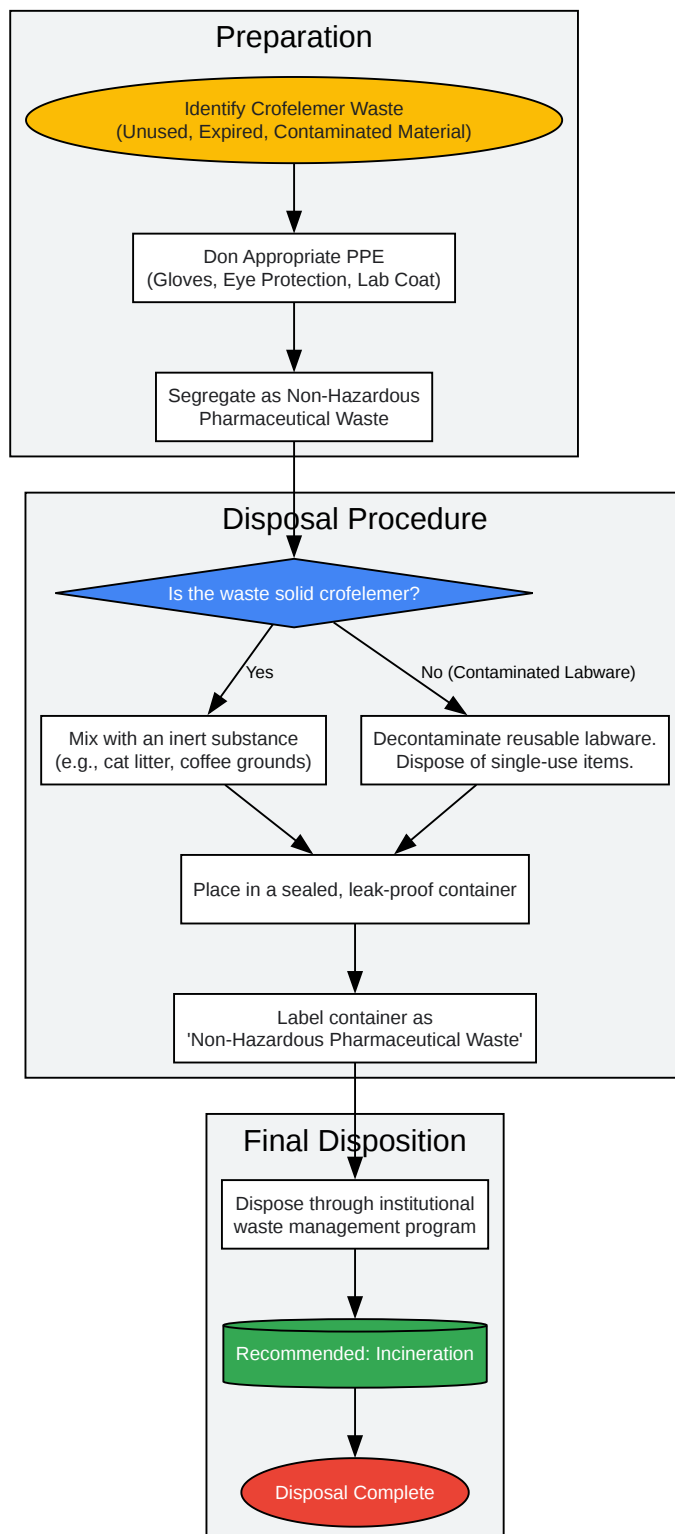 Preparation
Identify Crofelemer Waste
(Unused, Expired, Contaminated Material)
Don Appropriate PPE
(Gloves, Eye Protection, Lab Coat)
Segregate as Non-Hazardous
Pharmaceutical Waste
Disposal Procedure
Is the waste solid crofelemer?
Yes
No (Contaminated Labware)
Mix with an inert substance
(e.g., cat litter, coffee grounds)
Decontaminate reusable labware.
Dispose of single-use items.
Place in a sealed, leak-proof container
Label container as
'Non-Hazardous Pharmaceutical Waste'
Final Disposition
Dispose through institutional
waste management program
Recommended: Incineration
Disposal Complete